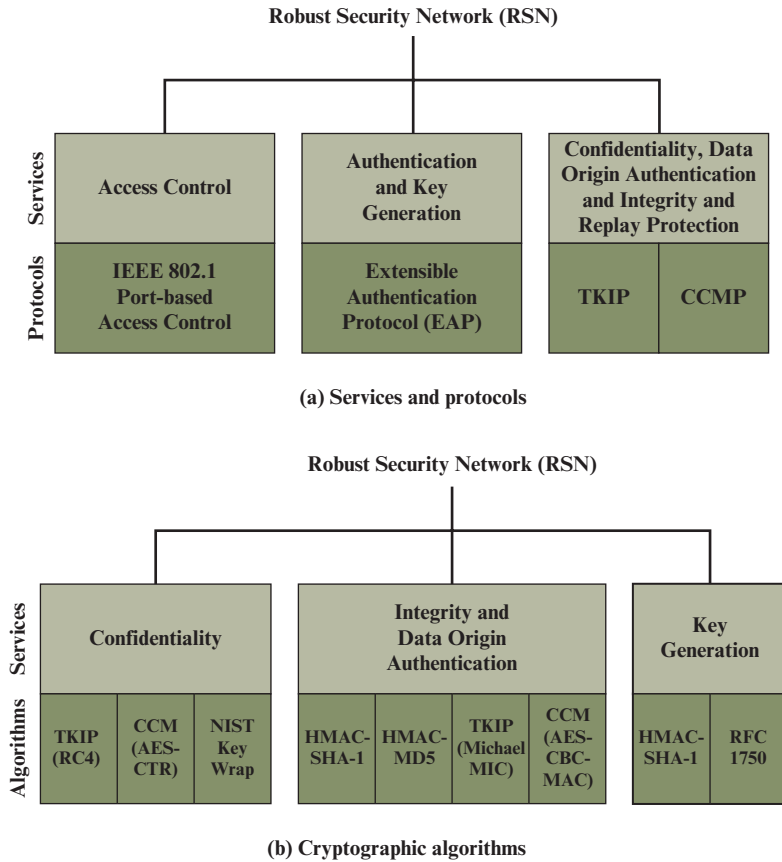 Robust Security Network (RSN)
Services
Access Control
Authentication
and Key
Generation
Confidentiality, Data
Origin Authentication
and Integrity and
Replay Protection
Protocols
IEEE 802.1
Port-based
Access Control
Extensible
Authentication
Protocol (EAP)
TKIP
CCMP
(a) Services and protocols
Robust Security Network (RSN)
Services
Confidentiality
Integrity and
Data Origin
Authentication
Key
Generation
Algorithms
TKIP
(RC4)
CCM
(AES-
CTR)
NIST
Key
Wrap
HMAC-
SHA-1
HMAC-
MD5
TKIP
(Michael
MIC)
CCM
(AES-
CBC-
MAC)
HMAC-
SHA-1
RFC
1750
(b) Cryptographic algorithms